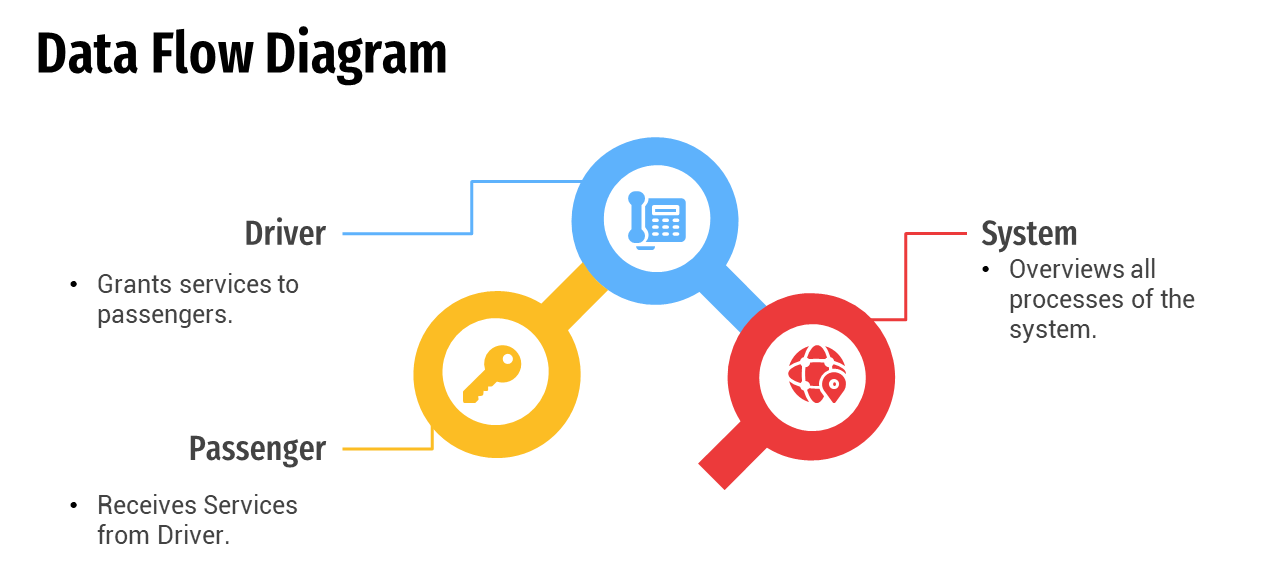 Data Flow Diagram
Driver
• Grants services to
passengers.
Passenger
• Receives Services
from Driver.
System
• Overviews all
processes of the
system.